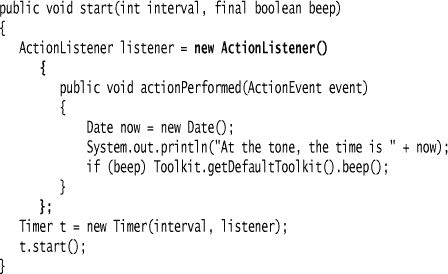 public void start(int interval, final boolean beep)
{
   ActionListener listener = new ActionListener()
      {
         public void actionPerformed(ActionEvent event)
         {
            Date now = new Date();
            System.out.println("At the tone, the time is " + now);
            if (beep) Toolkit.getDefaultToolkit().beep();
         }
      };
   Timer t = new Timer(interval, listener);
   t.start();
}